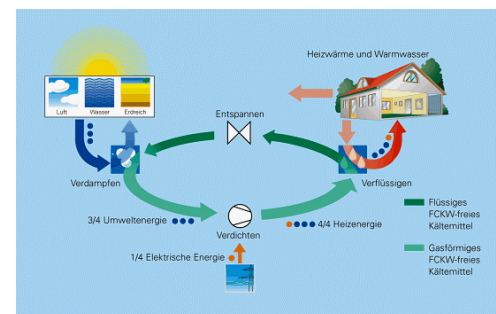 Heizwärme und Warmwasser
Luft
Wasser
Erdreich
Entspannen
Verdampfen
Verflüssigen
3/4 Umweltenergie
Verdichten
4/4 Heizenergie
1/4 Elektrische Energie
Flüssiges
FCKW-freies
Kältemittel
Gasförmiges
FCKW-freies
Kältemittel